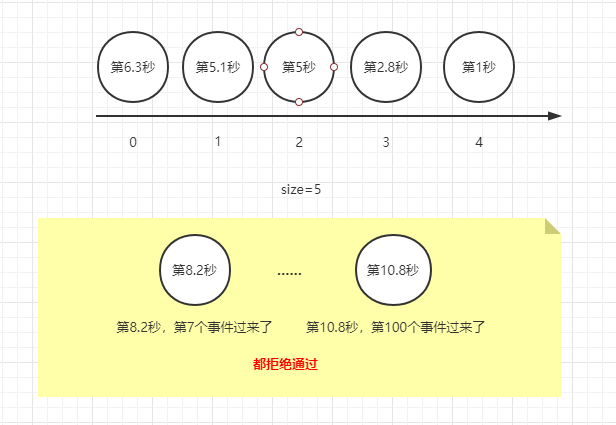 第6.3秒
第5.1秒
第5秒
第2.8秒
第1秒
0
1
2
3
4
size=5
第8.2秒
......
第10.8秒
第8.2秒，第7个事件过来了
第10.8秒，第100个事件过来了
都拒绝通过